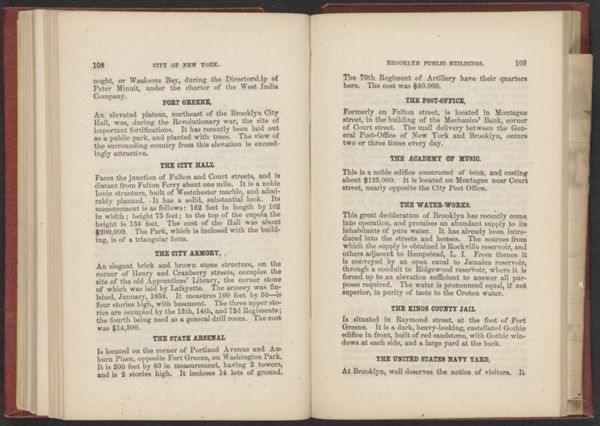 108 CITY OF NEW YORK.
ought, or Waaloons Bay, during the Directorship of
Peter Minuit, under the charter of the West India
Company.
FORT GREENE,
An elevated plateau, northeast of the Brooklyn City
Hall, was, during the Revolutionary war, the site of
important fortifications. It has recently been laid out
as a public park, and planted with trees. The view of
the surrounding country from this elevation is exceed-
ingly attractive.
THE CITY HALL
Faces the junction of Fulton and Court streets, and is
distant from Fulton Ferry about one mile. It is a noble
Ionic structure, built of Westchester marble, and admi-
rably planned. It has a solid, substantial look. Its
measurement is as follows: 162 feet in length by 102
in width; height 75 feet; to the top of the cupola the
height is 153 feet. The cost of the Hall was about
$200,000. The Park, which is inclosed with the build-
ing, is of a triangular form.
THE CITY ARMORY,
An elegant brick and brown stone structure, on the
corner of Henry and Cranberry streets, occupies the
site of the old Apprentices' Library, the corner stone
of which was laid by Lafayette. The armory was fin-
ished, January, 1859. It measures 100 feet by 50—is
four stories high, with basement. The three upper sto-
ries are occupied by the 13th, 14th, and 72d Regiments;
the fourth being used as a general drill room. The cost
was $14,500.
THE STATE ARSENAL
Is located on the corner of Portland Avenue and Au-
burn Place, opposite Fort Greene, on Washington Park.
It is 200 feet by 60 in measurement, having 2 towers,
and is 2 stories high. It incloses 14 lots of ground.
BROOKLYN PUBLIC BUILDINGS. 109
The 70th Regiment of Artillery have their quarters
here. The cost was $40,000.
THE POST-OFFICE,
Formerly on Fulton street, is located in Montague
street, in the building of the Mechanics' Bank, corner
of Court street. The mail delivery between the Gen-
eral Post-Office of New York and Brooklyn, occurs
two or three times every day.
THE ACADEMY OF MUSIC.
This is a noble edifice constructed of brick, and costing
about $125,000. It is located on Montague near Court
street, nearly opposite the City Post Office.
THE WATER-WORKS.
This great desideratum of Brooklyn has recently come
into operation, and promises an abundant supply to its
inhabitants of pure water. It has already been intro-
duced into the streets and houses. The sources from
which the supply is obtained is Rockville reservoir, and
others adjacent to Hempstead, L. I. From thence it
is conveyed by an open canal to Jamaica reservoir,
through a conduit to Ridgewood reservoir, where it is
forced up to an elevation sufficient to answer all pur-
poses required. The water is pronounced equal, if not
superior, in purity of taste to the Croton water.
THE KINGS COUNTY JAIL
Is situated in Raymond street, at the foot of Fort
Greene. It is a dark, heavy-looking, castellated Gothic
edifice in front, built of red sandstone, with Gothic win-
dows at each side, and a large yard at the back.
THE UNITED STATES NAVY YARD,
At Brooklyn, well deserves the notice of visitors. It